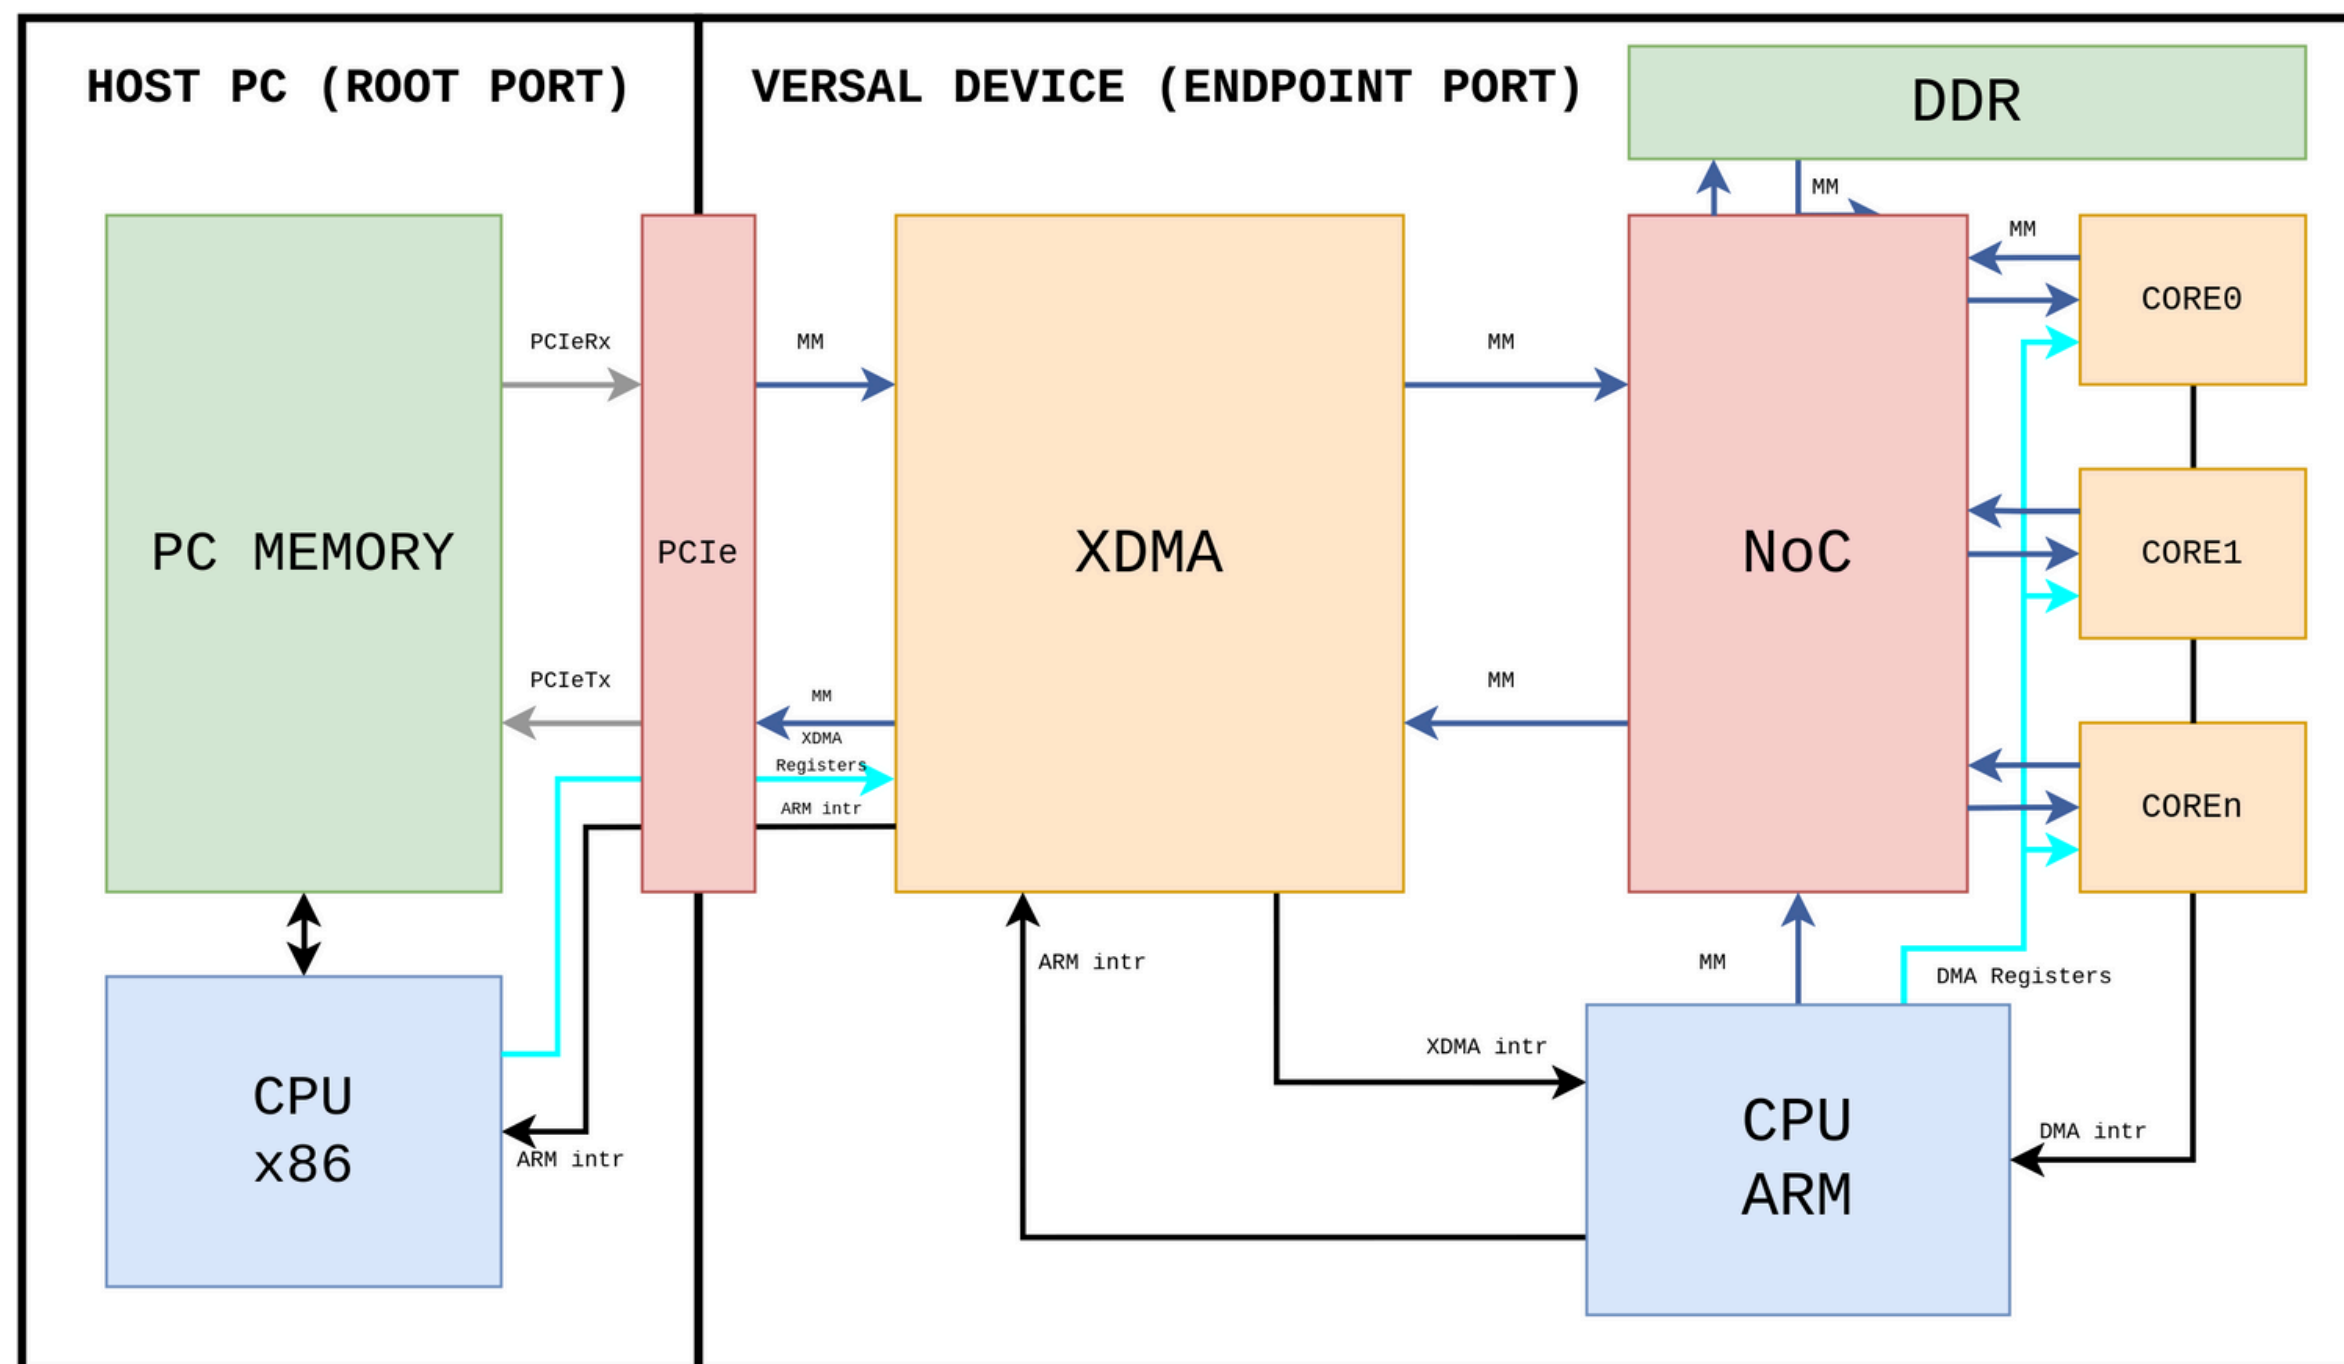 HOST PC (ROOT PORT)
VERSAL DEVICE (ENDPOINT PORT)
DDR
MM
MM
CORE0
PCIeRx
MM
MM
PC MEMORY
PCIe
XDMA
NoC
CORE1
PCIeTx
MM
MM
XDMA
Registers
ARM intr
COREn
ARM intr
MM
DMA Registers
XDMA intr
CPU
x86
ARM intr
CPU
ARM
DMA intr